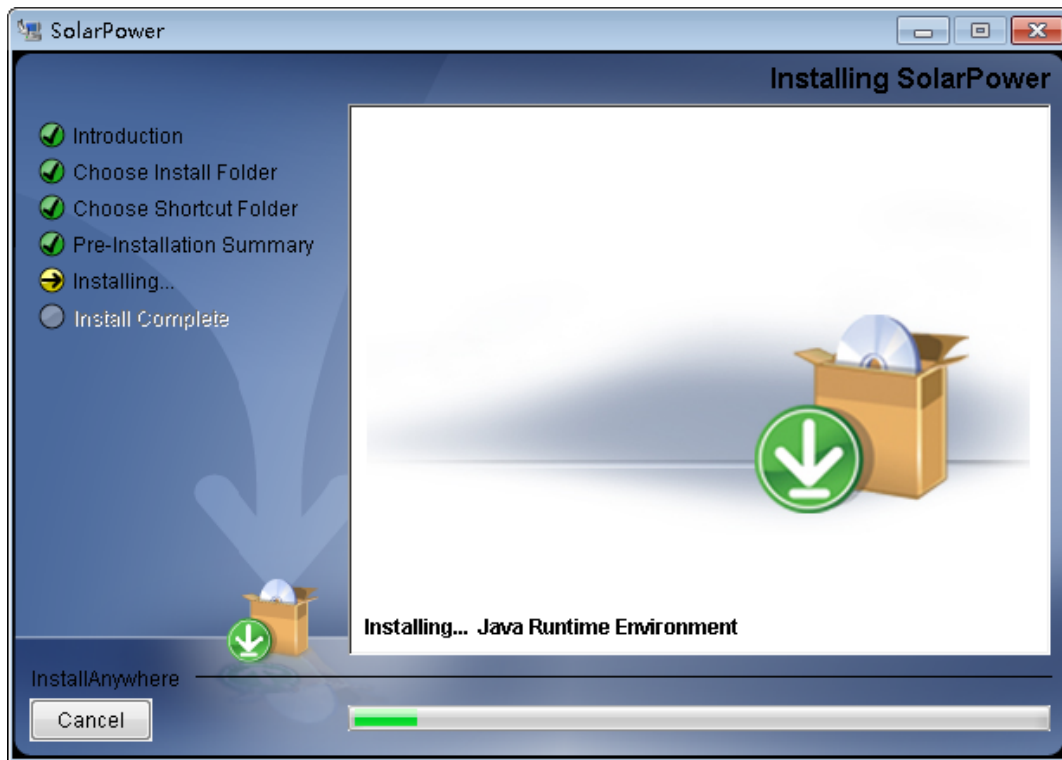 SolarPower
Installing SolarPower
Introduction
Choose Install Folder
Choose Shortcut Folder
Pre-Installation Summary
Installing...
Install Complete
Installing... Java Runtime Environment
InstallAnywhere
Cancel